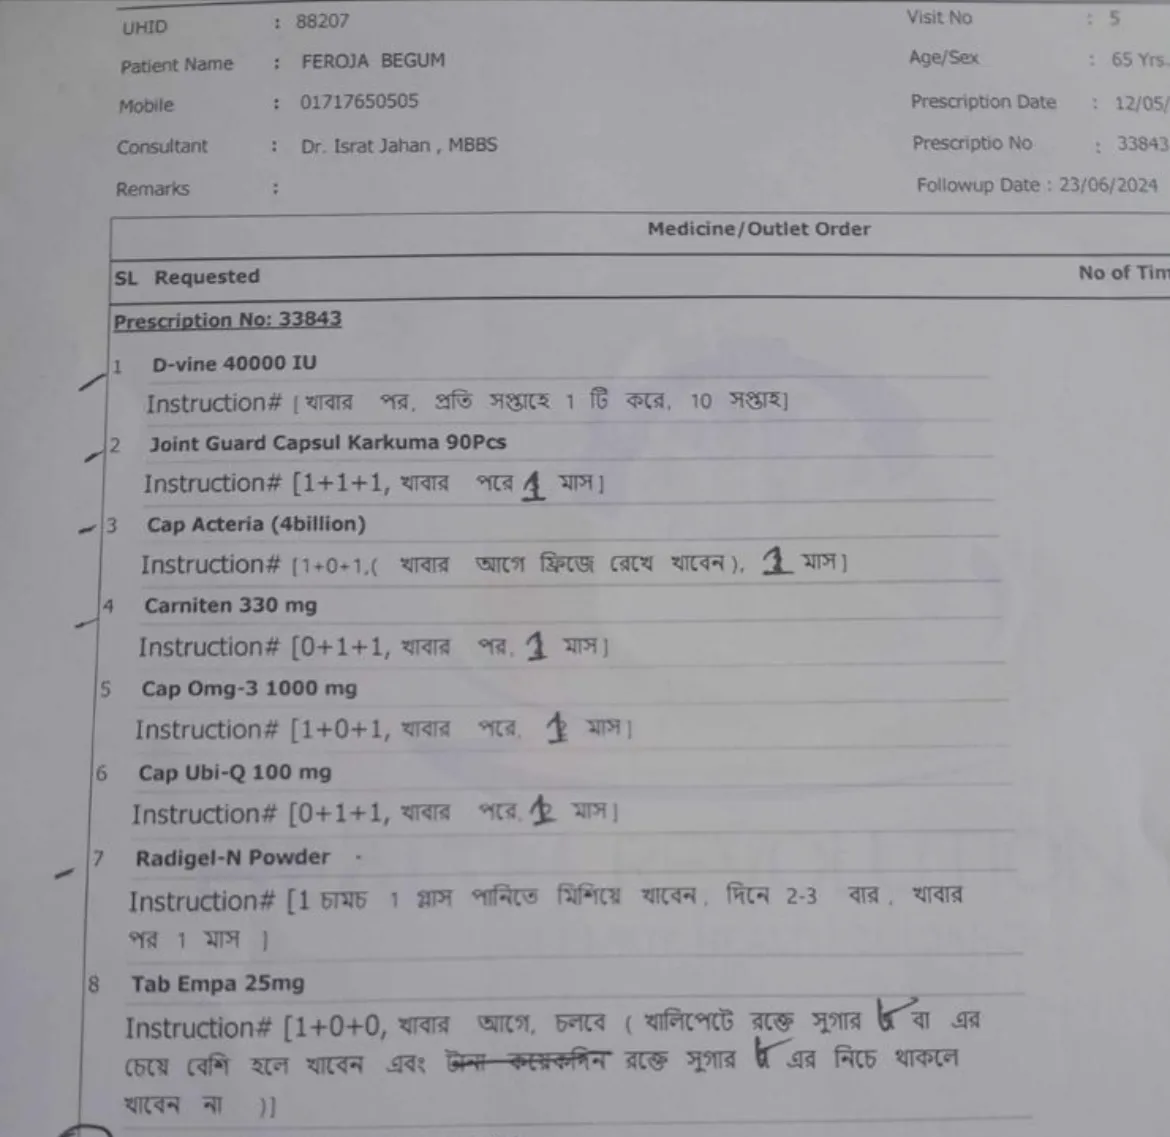 UHID : 88207 Visit No : 5
Patient Name : FEROJA BEGUM Age/Sex : 65 Yrs.
Mobile : 01717650505 Prescription Date : 12/05/
Consultant : Dr. Israt Jahan , MBBS Prescriptio No : 33843
Remarks : Followup Date : 23/06/2024
Medicine/Outlet Order
SL Requested No of Tim
Prescription No: 33843
1 D-vine 40000 IU
Instruction# [ খাবার পর, প্রতি সপ্তাহে 1 টি করে, 10 সপ্তাহ]
2 Joint Guard Capsul Karkuma 90Pcs
Instruction# [1+1+1, খাবার পরে 1 মাস]
3 Cap Acteria (4billion)
Instruction# [1+0+1,( খাবার আগে ফ্রিজে রেখে খাবেন), 1 মাস]
4 Carniten 330 mg
Instruction# [0+1+1, খাবার পর, 1 মাস]
5 Cap Omg-3 1000 mg
Instruction# [1+0+1, খাবার পরে, 1 মাস]
6 Cap Ubi-Q 100 mg
Instruction# [0+1+1, খাবার পরে, 1 মাস]
7 Radigel-N Powder
Instruction# [1 চামচ 1 গ্লাস পানিতে মিশিয়ে খাবেন, দিনে 2-3 বার, খাবার
পর 1 মাস ]
8 Tab Empa 25mg
Instruction# [1+0+0, খাবার আগে, চলবে ( খালিপেটে রক্তে সুগার বা এর
চেয়ে বেশি হলে খাবেন এবং টানা কয়েকদিন রক্তে সুগার এর নিচে থাকলে
খাবেন না )]